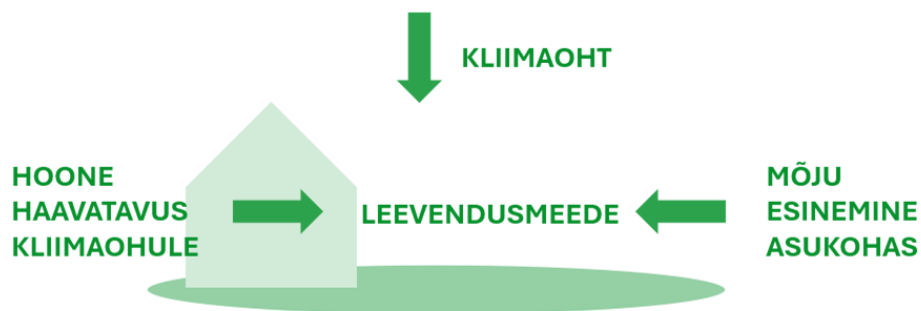 KLIIMAOHT
HOONE
HAAVATAVUS
KLIIMAOHULE
LEEVENDUSMEEDE
MÕJU
ESINEMINE
ASUKOHAS